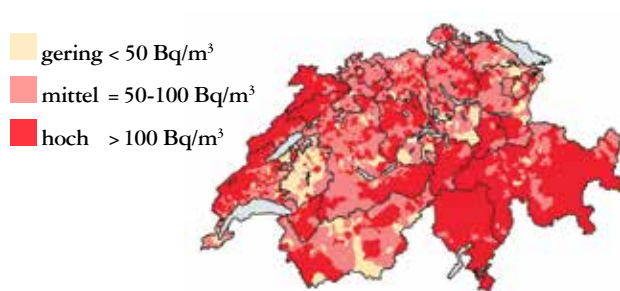 gering < 50 Bq/m³
mittel = 50-100 Bq/m³
hoch > 100 Bq/m³